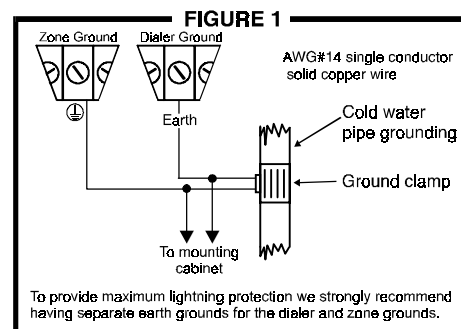 FIGURE 1
Zone Ground
Dialer Ground
AWG#14 single conductor
solid copper wire
Earth
Cold water
pipe grounding
Ground clamp
To mounting
cabinet
To provide maximum lightning protection we strongly recommend
having separate earth grounds for the dialer and zone grounds.